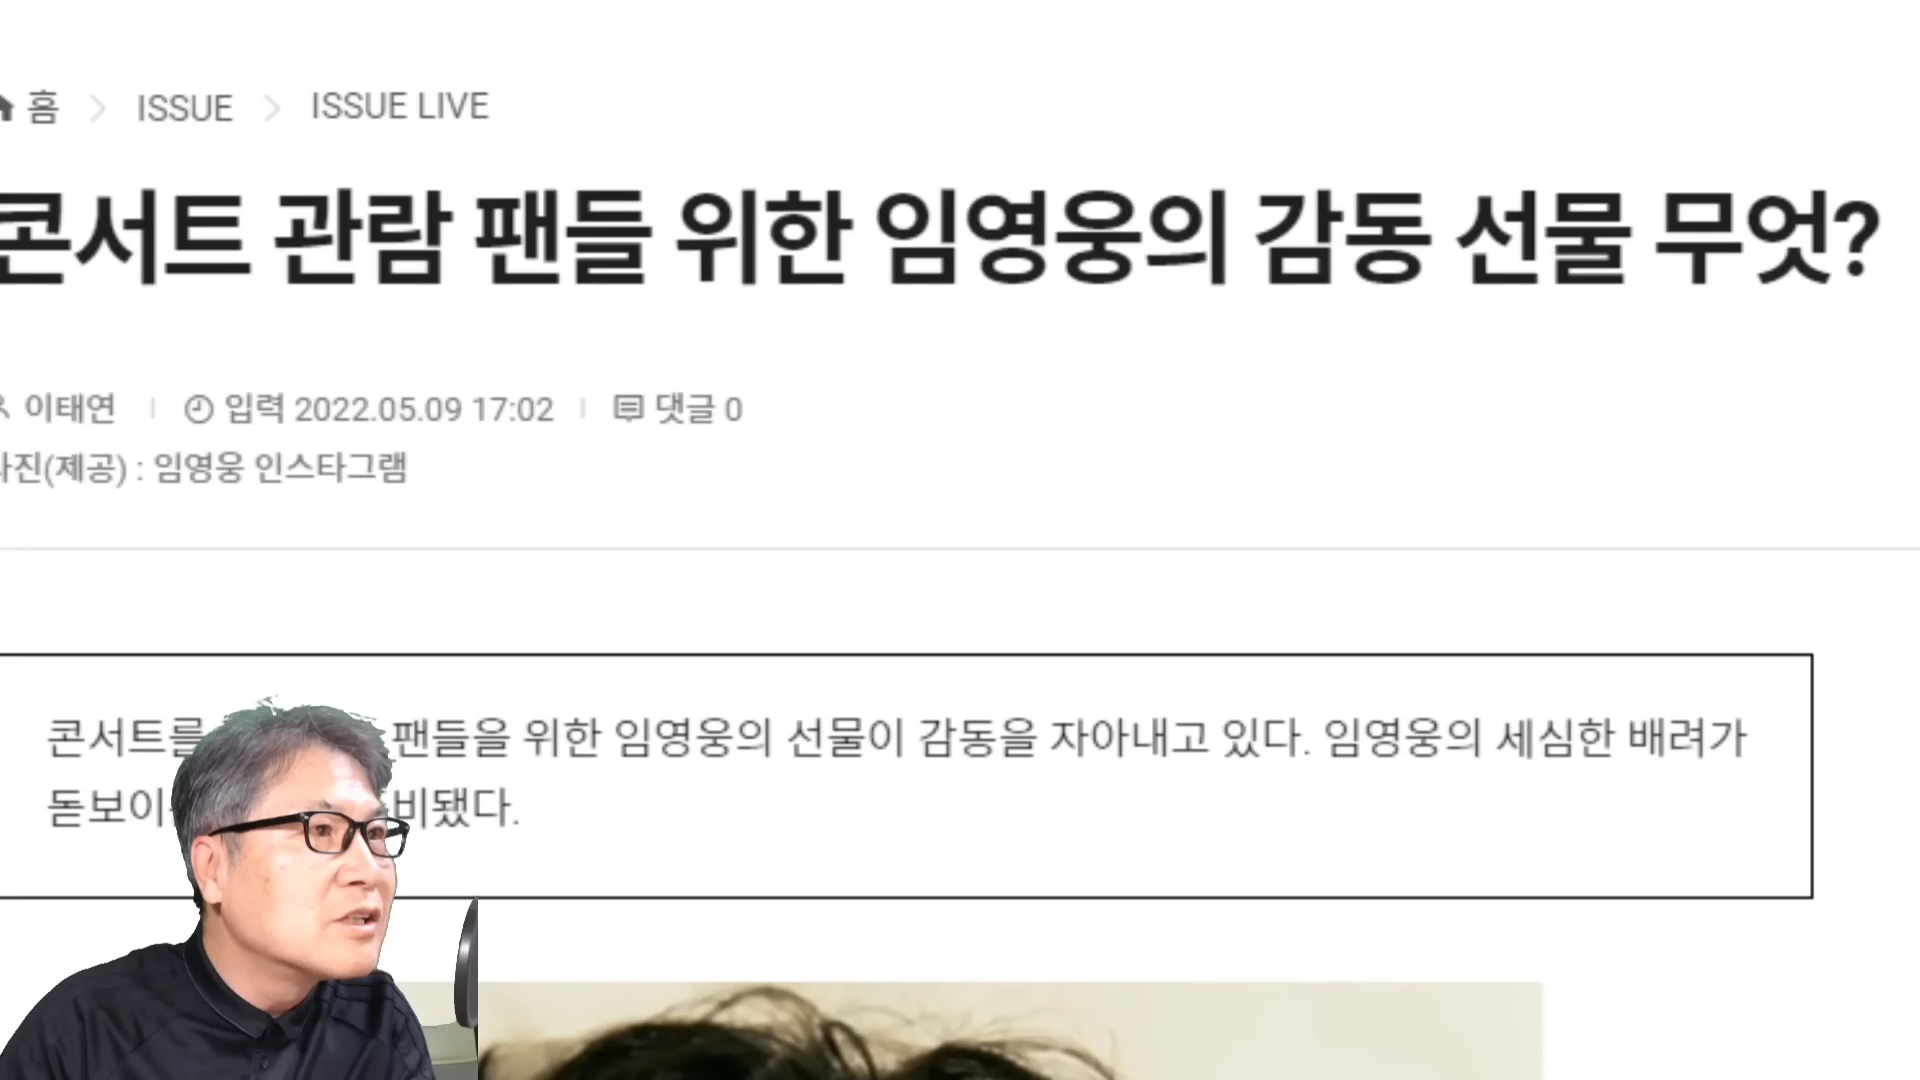 홈 ISSUE ISSUE LIVE
콘서트 관람 팬들 위한 임영웅의 감동 선물 무엇?
이태연 입력 2022.05.09 17:02 댓글 0
사진(제공) : 임영웅 인스타그램
콘서트를 팬들을 위한 임영웅의 선물이 감동을 자아내고 있다. 임영웅의 세심한 배려가
돋보이 비됐다.